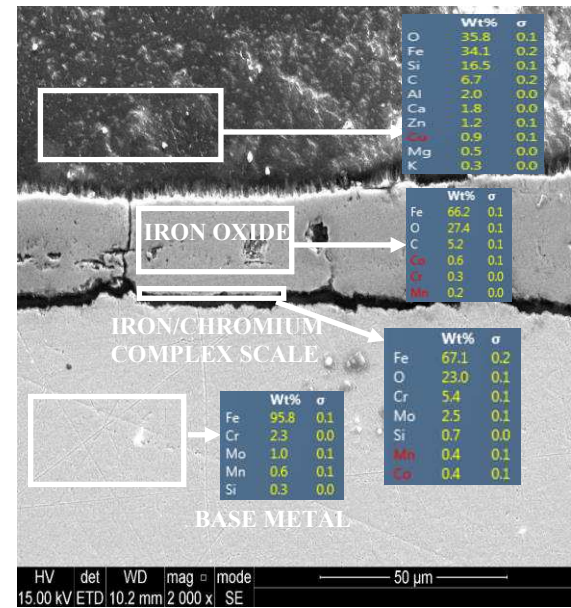 Wt% σ
O 35.8 0.1
Fe 34.1 0.2
Si 16.5 0.1
C 6.7 0.2
Al 2.0 0.0
Ca 1.8 0.0
Zn 1.2 0.1
Co 0.9 0.1
Mg 0.5 0.0
K 0.3 0.0
IRON OXIDE
Wt% σ
Fe 66.2 0.1
O 27.4 0.1
C 5.2 0.1
Co 0.6 0.1
Cr 0.3 0.0
Mn 0.2 0.0
IRON/CHROMIUM
COMPLEX SCALE
Wt% σ
Fe 67.1 0.2
O 23.0 0.1
Cr 5.4 0.1
Mo 2.5 0.1
Si 0.7 0.0
Mn 0.4 0.1
Co 0.4 0.1
Wt% σ
Fe 95.8 0.1
Cr 2.3 0.0
Mo 1.0 0.1
Mn 0.6 0.1
Si 0.3 0.0
BASE METAL
HV det WD mag □ mode
15.00 kV ETD 10.2 mm 2 000 x SE
50 µm